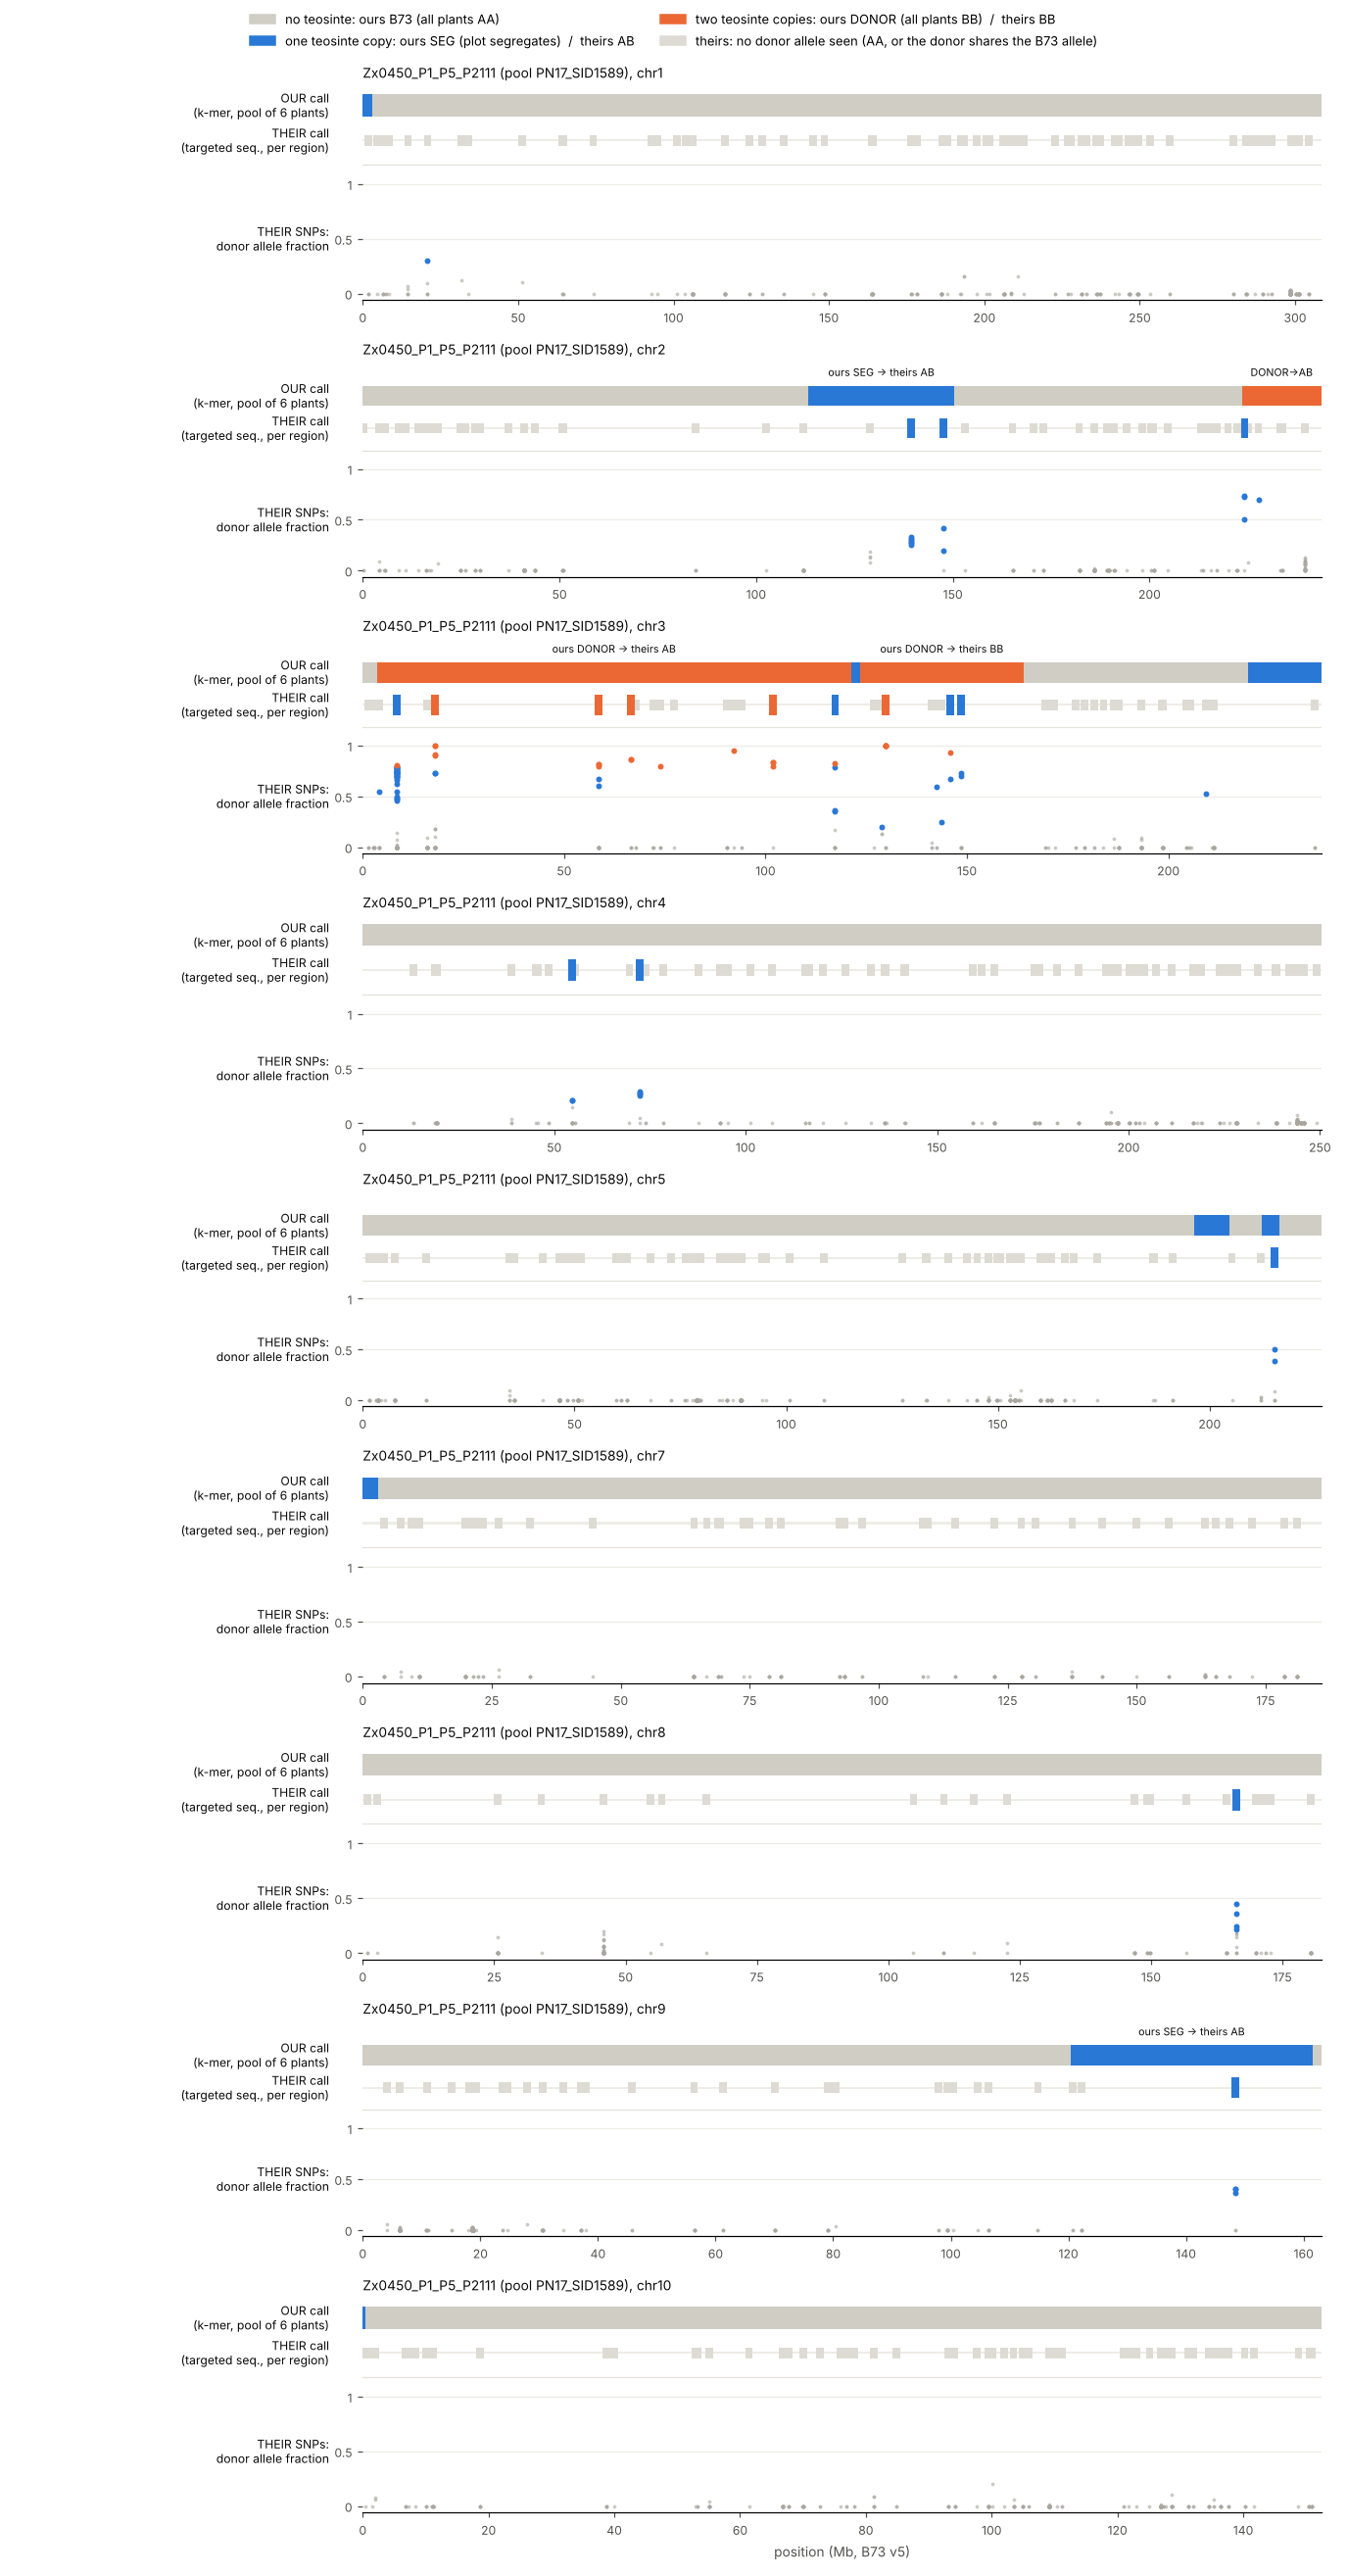 no teosinte: ours B73 (all plants AA)
two teosinte copies: ours DONOR (all plants BB)  /  theirs BB
one teosinte copy: ours SEG (plot segregates)  /  theirs AB
theirs: no donor allele seen (AA, or the donor shares the B73 allele)
Zx0450_P1_P5_P2111 (pool PN17_SID1589), chr1
OUR call
(k-mer, pool of 6 plants)
THEIR call
(targeted seq., per region)
1
THEIR SNPs:
donor allele fraction
0.5
0
0 50 100 150 200 250 300
Zx0450_P1_P5_P2111 (pool PN17_SID1589), chr2
ours SEG → theirs AB
DONOR→AB
OUR call
(k-mer, pool of 6 plants)
THEIR call
(targeted seq., per region)
1
THEIR SNPs:
donor allele fraction
0.5
0
0 50 100 150 200
Zx0450_P1_P5_P2111 (pool PN17_SID1589), chr3
ours DONOR → theirs AB
ours DONOR → theirs BB
OUR call
(k-mer, pool of 6 plants)
THEIR call
(targeted seq., per region)
1
THEIR SNPs:
donor allele fraction
0.5
0
0 50 100 150 200
Zx0450_P1_P5_P2111 (pool PN17_SID1589), chr4
OUR call
(k-mer, pool of 6 plants)
THEIR call
(targeted seq., per region)
1
THEIR SNPs:
donor allele fraction
0.5
0
0 50 100 150 200 250
Zx0450_P1_P5_P2111 (pool PN17_SID1589), chr5
OUR call
(k-mer, pool of 6 plants)
THEIR call
(targeted seq., per region)
1
THEIR SNPs:
donor allele fraction
0.5
0
0 50 100 150 200
Zx0450_P1_P5_P2111 (pool PN17_SID1589), chr7
OUR call
(k-mer, pool of 6 plants)
THEIR call
(targeted seq., per region)
1
THEIR SNPs:
donor allele fraction
0.5
0
0 25 50 75 100 125 150 175
Zx0450_P1_P5_P2111 (pool PN17_SID1589), chr8
OUR call
(k-mer, pool of 6 plants)
THEIR call
(targeted seq., per region)
1
THEIR SNPs:
donor allele fraction
0.5
0
0 25 50 75 100 125 150 175
Zx0450_P1_P5_P2111 (pool PN17_SID1589), chr9
ours SEG → theirs AB
OUR call
(k-mer, pool of 6 plants)
THEIR call
(targeted seq., per region)
1
THEIR SNPs:
donor allele fraction
0.5
0
0 20 40 60 80 100 120 140 160
Zx0450_P1_P5_P2111 (pool PN17_SID1589), chr10
OUR call
(k-mer, pool of 6 plants)
THEIR call
(targeted seq., per region)
1
THEIR SNPs:
donor allele fraction
0.5
0
0 20 40 60 80 100 120 140
position (Mb, B73 v5)